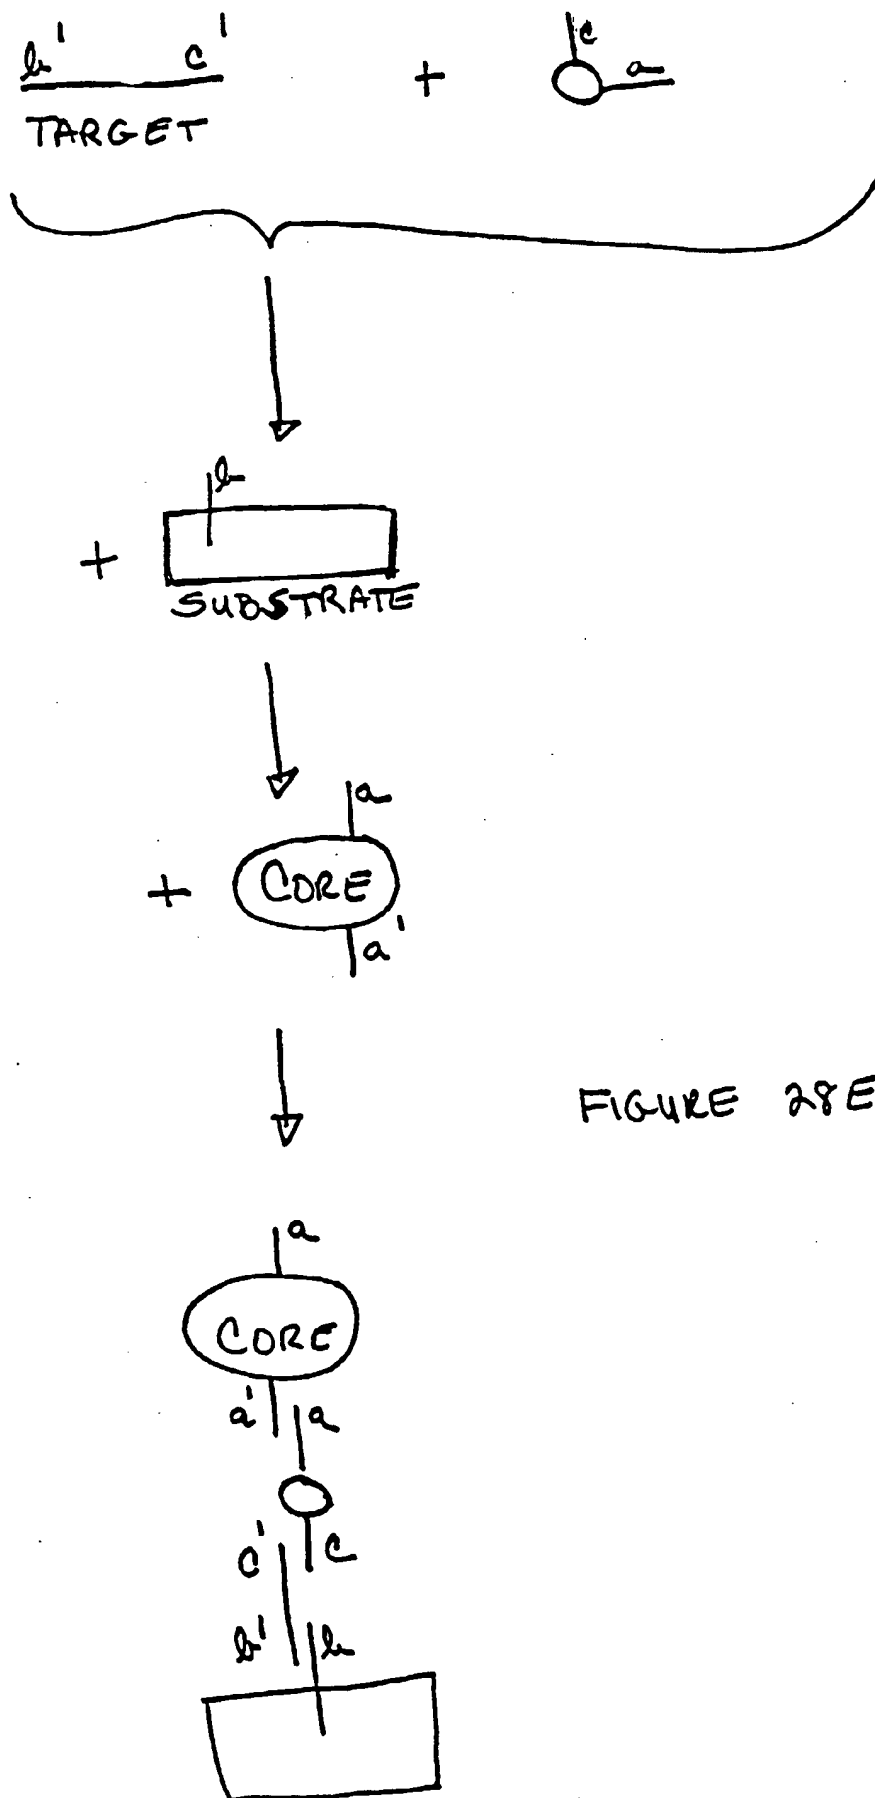 b' c' + c
a
TARGET
b
+
SUBSTRATE
a
+ CORE
a'
FIGURE 28E
a
CORE
a' a
c' c
b' b